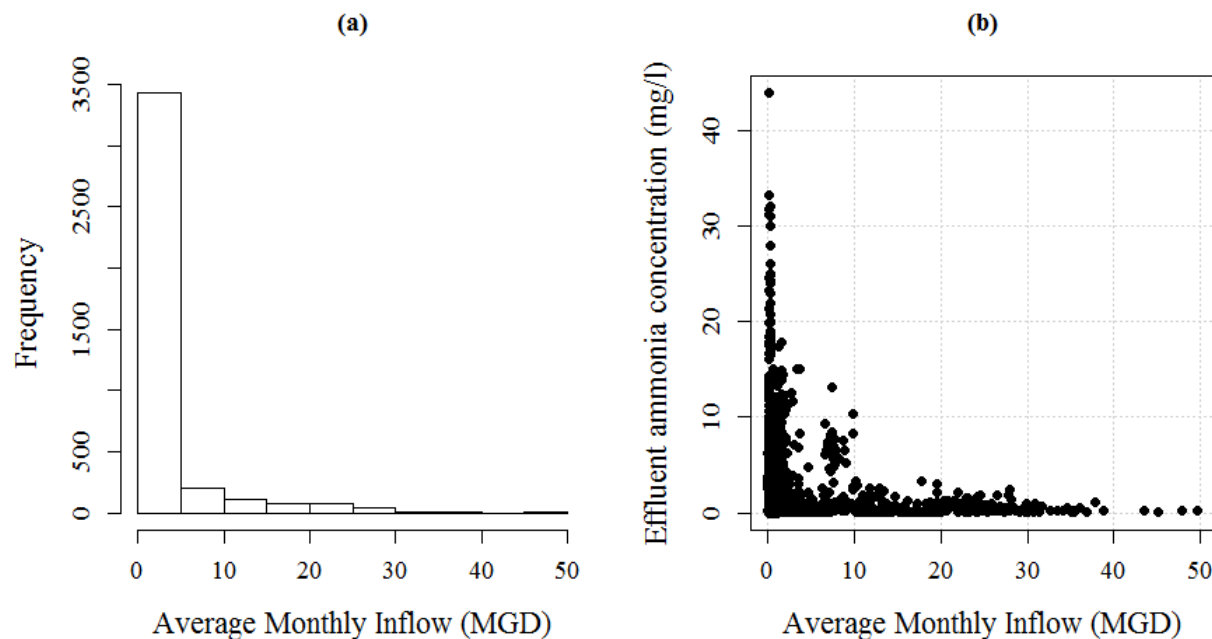 (a)
Frequency
3500
2500
1500
500
0
0 10 20 30 40 50
Average Monthly Inflow (MGD)
(b)
Effluent ammonia concentration (mg/l)
40
30
20
10
0
0 10 20 30 40 50
Average Monthly Inflow (MGD)